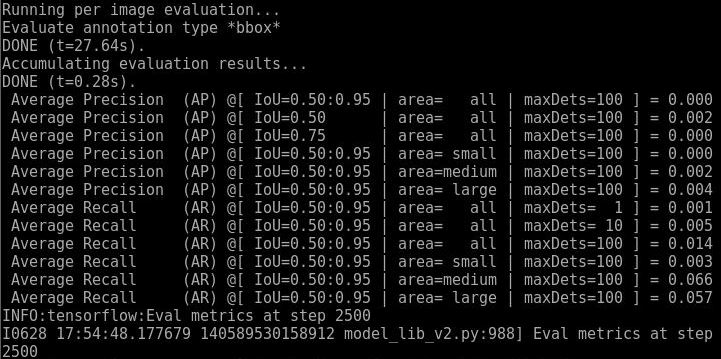 Running per image evaluation...
Evaluate annotation type *bbox*
DONE (t=27.64s).
Accumulating evaluation results...
DONE (t=0.28s).
 Average Precision  (AP) @[ IoU=0.50:0.95 | area=   all | maxDets=100 ] = 0.000
 Average Precision  (AP) @[ IoU=0.50      | area=   all | maxDets=100 ] = 0.002
 Average Precision  (AP) @[ IoU=0.75      | area=   all | maxDets=100 ] = 0.000
 Average Precision  (AP) @[ IoU=0.50:0.95 | area= small | maxDets=100 ] = 0.000
 Average Precision  (AP) @[ IoU=0.50:0.95 | area=medium | maxDets=100 ] = 0.002
 Average Precision  (AP) @[ IoU=0.50:0.95 | area= large | maxDets=100 ] = 0.004
 Average Recall     (AR) @[ IoU=0.50:0.95 | area=   all | maxDets=  1 ] = 0.001
 Average Recall     (AR) @[ IoU=0.50:0.95 | area=   all | maxDets= 10 ] = 0.005
 Average Recall     (AR) @[ IoU=0.50:0.95 | area=   all | maxDets=100 ] = 0.014
 Average Recall     (AR) @[ IoU=0.50:0.95 | area= small | maxDets=100 ] = 0.003
 Average Recall     (AR) @[ IoU=0.50:0.95 | area=medium | maxDets=100 ] = 0.066
 Average Recall     (AR) @[ IoU=0.50:0.95 | area= large | maxDets=100 ] = 0.057
INFO:tensorflow:Eval metrics at step 2500
I0628 17:54:48.177679 140589530158912 model_lib_v2.py:988] Eval metrics at step
2500